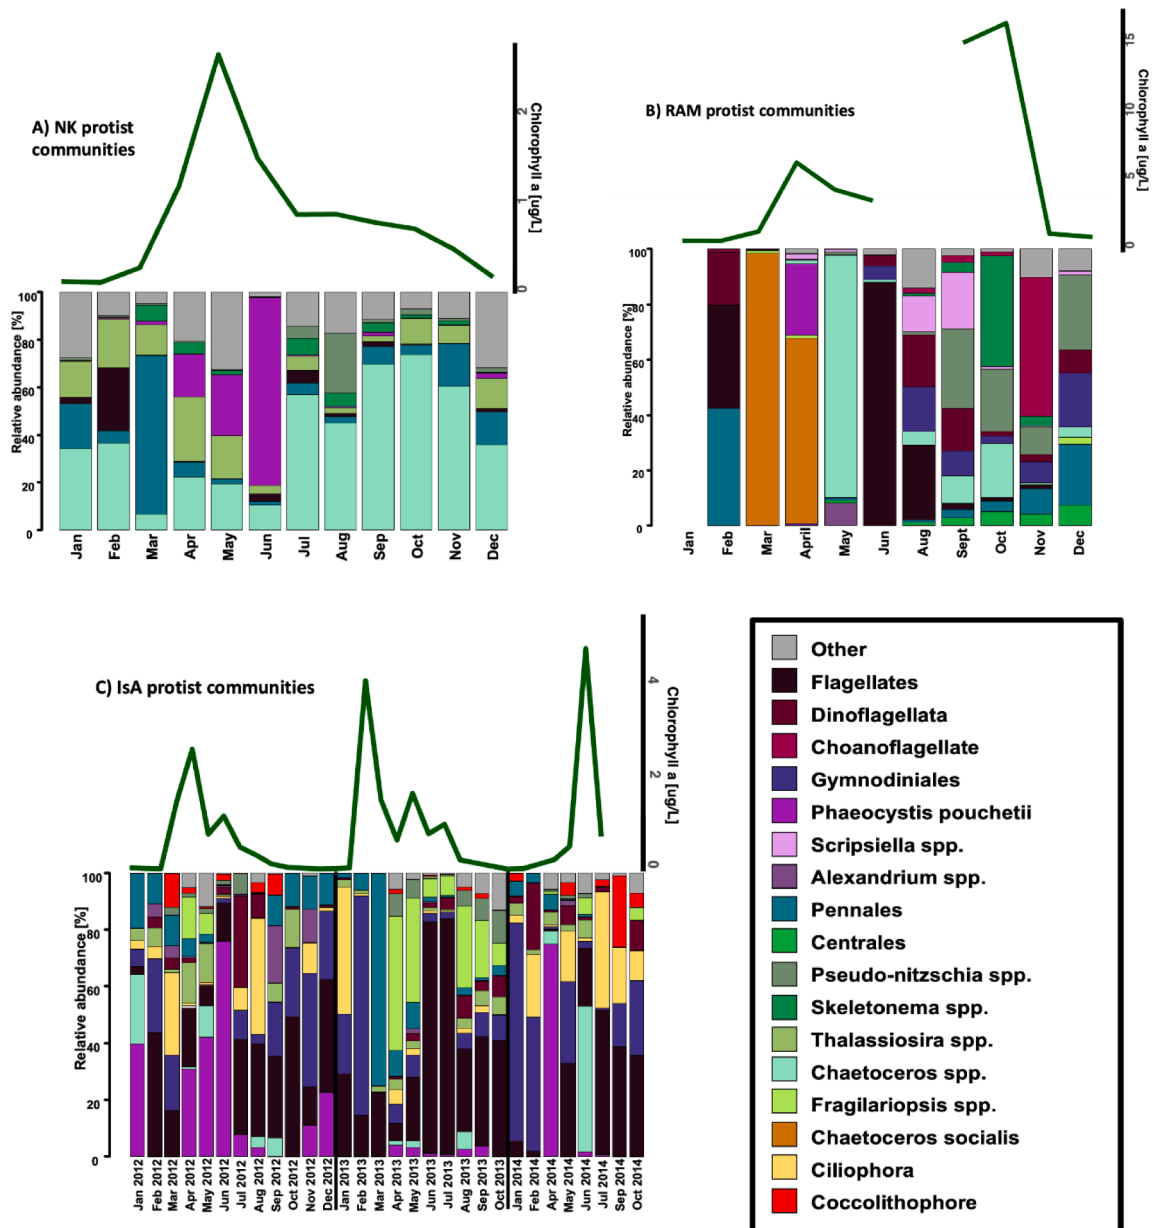 A) NK protist
communities
Chlorophyll a [ug/L]
2
1
0
Relative abundance [%]
100
80
60
40
20
0
Jan
Feb
Mar
Apr
May
Jun
Jul
Aug
Sep
Oct
Nov
Dec
B) RAM protist communities
Chlorophyll a [ug/L]
15
10
5
0
Relative abundance [%]
100
80
60
40
20
0
Jan
Feb
Mar
April
May
Jun
Aug
Sept
Oct
Nov
Dec
C) IsA protist communities
Chlorophyll a [ug/L]
4
2
0
Relative abundance [%]
100
80
60
40
20
0
Jan 2012
Feb 2012
Mar 2012
Apr 2012
May 2012
Jun 2012
Jul 2012
Aug 2012
Sep 2012
Oct 2012
Nov 2012
Dec 2012
Jan 2013
Feb 2013
Mar 2013
Apr 2013
May 2013
Jun 2013
Jul 2013
Aug 2013
Sep 2013
Oct 2013
Jan 2014
Feb 2014
Apr 2014
May 2014
Jun 2014
Jul 2014
Sep 2014
Oct 2014
Other
Flagellates
Dinoflagellata
Choanoflagellate
Gymnodiniales
Phaeocystis pouchetii
Scripsiella spp.
Alexandrium spp.
Pennales
Centrales
Pseudo-nitzschia spp.
Skeletonema spp.
Thalassiosira spp.
Chaetoceros spp.
Fragilariopsis spp.
Chaetoceros socialis
Ciliophora
Coccolithophore